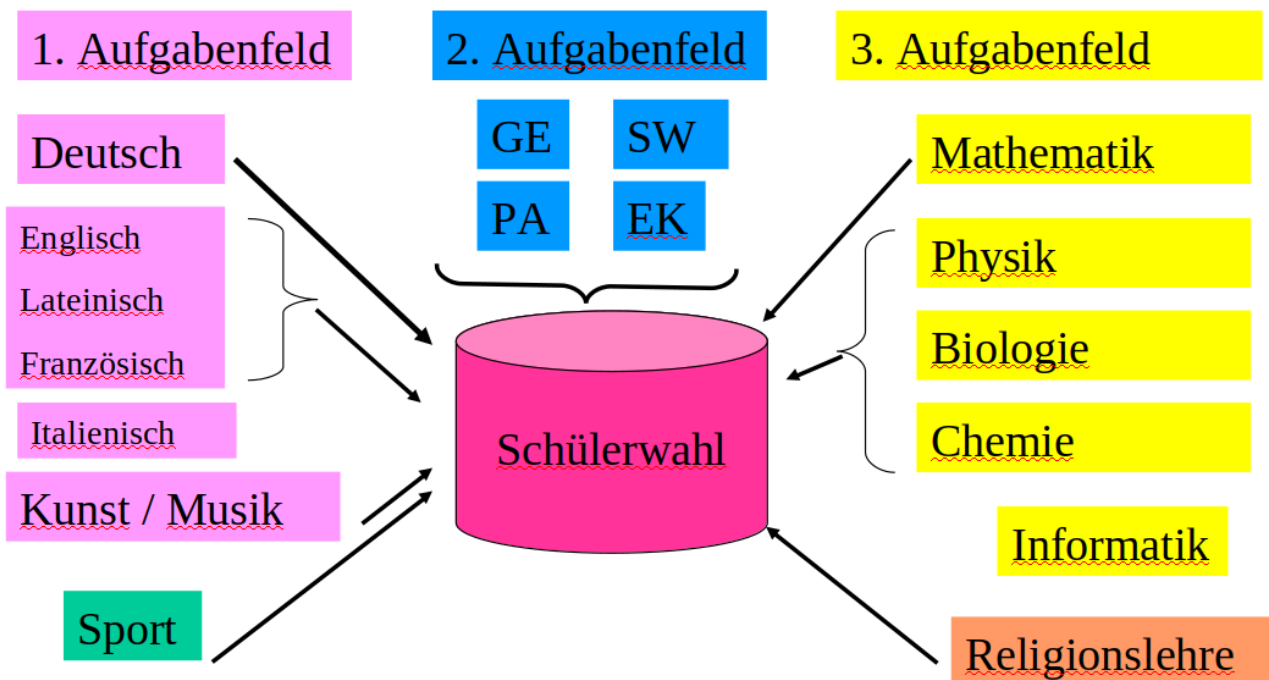 1. Aufgabenfeld
Deutsch
Englisch
Lateinisch
Französisch
Italienisch
Kunst / Musik
Sport
2. Aufgabenfeld
GE
SW
PA
EK
Schülerwahl
3. Aufgabenfeld
Mathematik
Physik
Biologie
Chemie
Informatik
Religionslehre